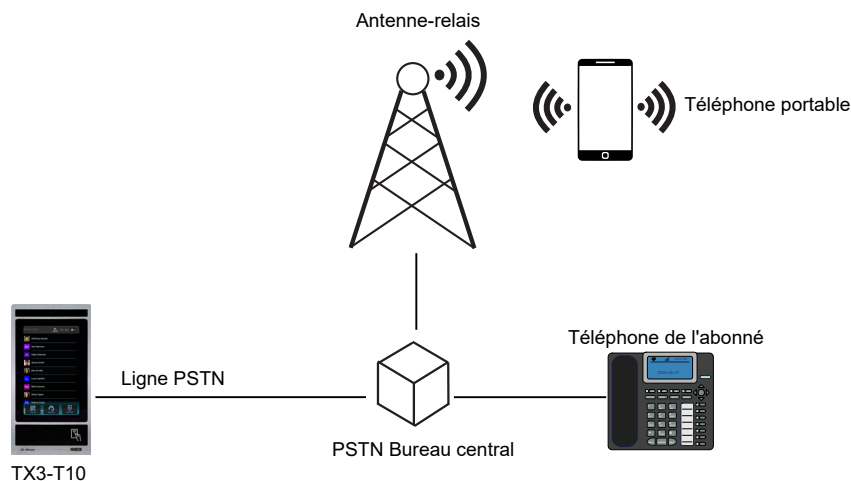 Antenne-relais
Téléphone portable
Téléphone de l'abonné
Ligne PSTN
PSTN Bureau central
TX3-T10